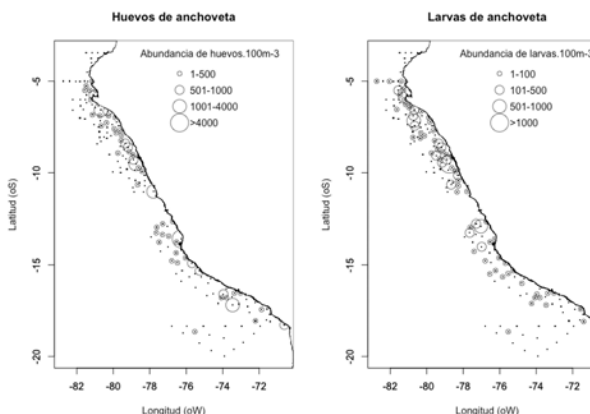 Huevos de anchoveta
Abundancia de huevos.100m-3
1-500
501-1000
1001-4000
>4000
Latitud (oS)
-5
-10
-15
-20
-82 -80 -78 -76 -74 -72
Longitud (oW)
Larvas de anchoveta
Abundancia de larvas.100m-3
1-100
101-500
501-1000
>1000
Latitud (oS)
-5
-10
-15
-20
-82 -80 -78 -76 -74 -72
Longitud (oW)